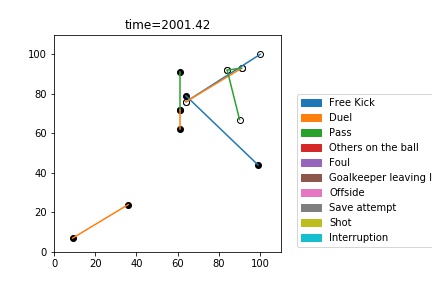 time=2001.42
100
80
60
40
20
0
0
20
40
60
80
100
Free Kick
Duel
Pass
Others on the ball
Foul
Goalkeeper leaving l
Offside
Save attempt
Shot
Interruption